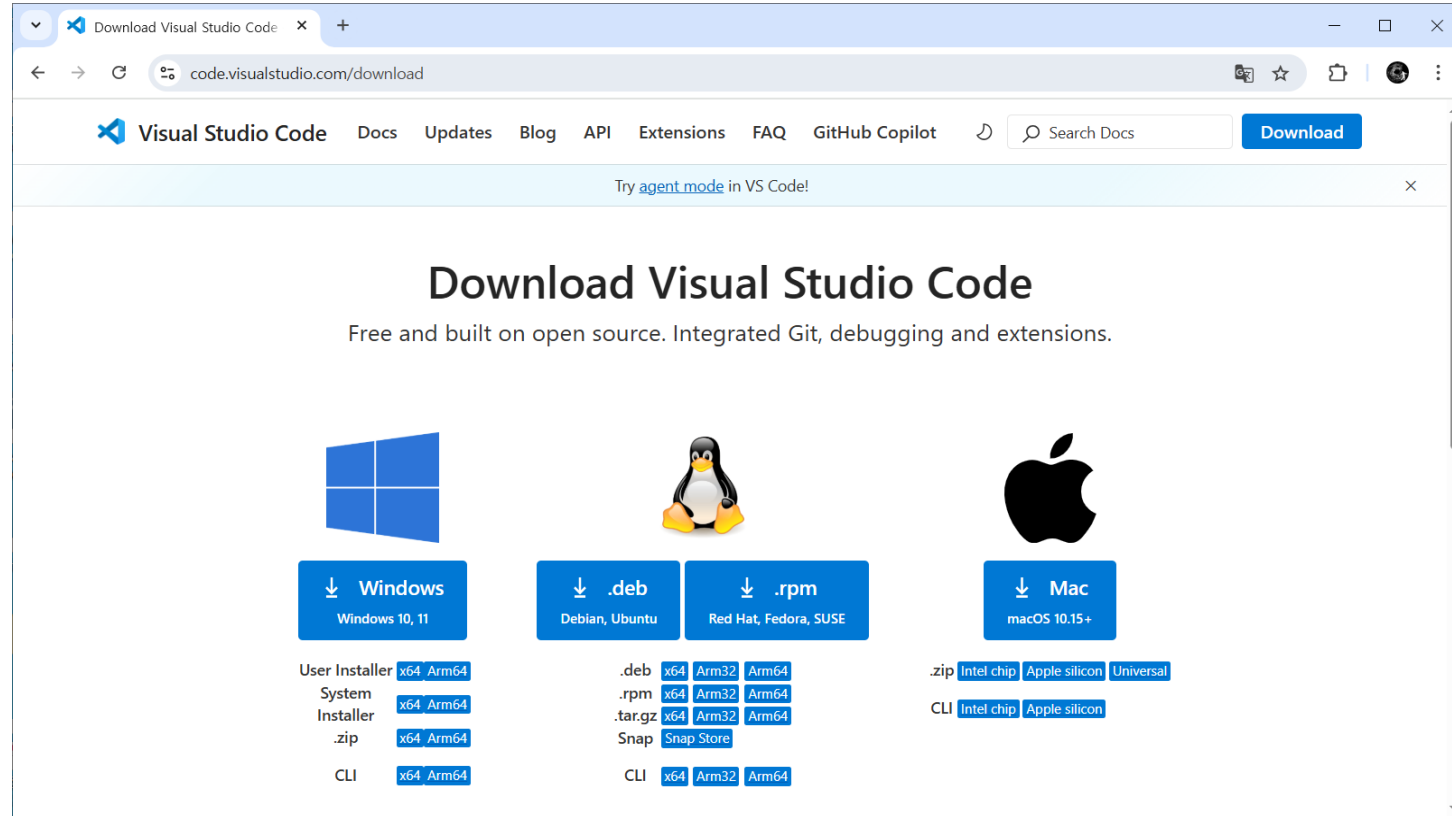 Download Visual Studio Code
code.visualstudio.com/download
Visual Studio Code Docs Updates Blog API Extensions FAQ GitHub Copilot Search Docs Download
Try agent mode in VS Code!
Download Visual Studio Code
Free and built on open source. Integrated Git, debugging and extensions.
Windows
Windows 10, 11
User Installer x64 Arm64
System
Installer x64 Arm64
.zip x64 Arm64
CLI x64 Arm64
.deb
Debian, Ubuntu
.rpm
Red Hat, Fedora, SUSE
.deb x64 Arm32 Arm64
.rpm x64 Arm32 Arm64
.tar.gz x64 Arm32 Arm64
Snap Snap Store
CLI x64 Arm32 Arm64
Mac
macOS 10.15+
.zip Intel chip Apple silicon Universal
CLI Intel chip Apple silicon